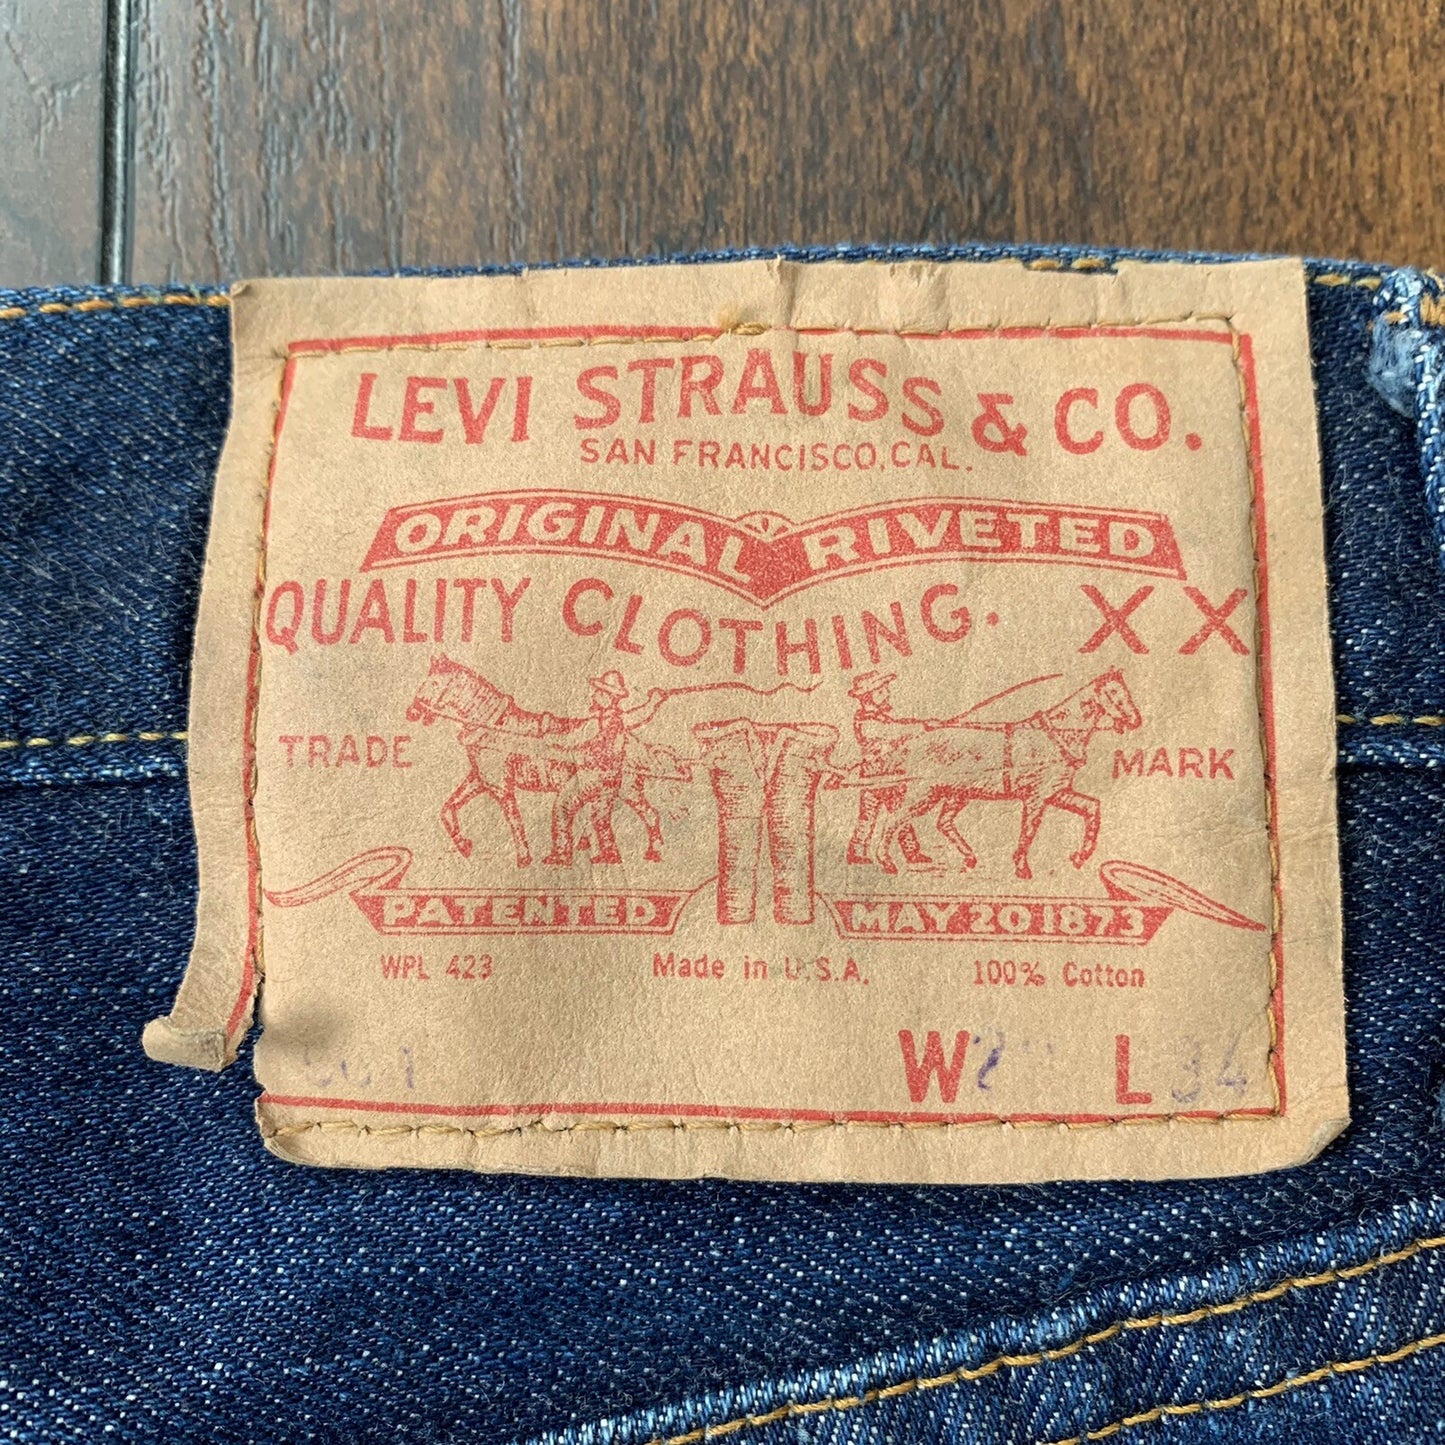 LEVI STRAUSS & CO.
SAN FRANCISCO, CAL.
ORIGINAL RIVETED
QUALITY CLOTHING. XX
TRADE MARK
PATENTED MAY 20 1873
WPL 423 Made in U.S.A. 100% Cotton
W L 34